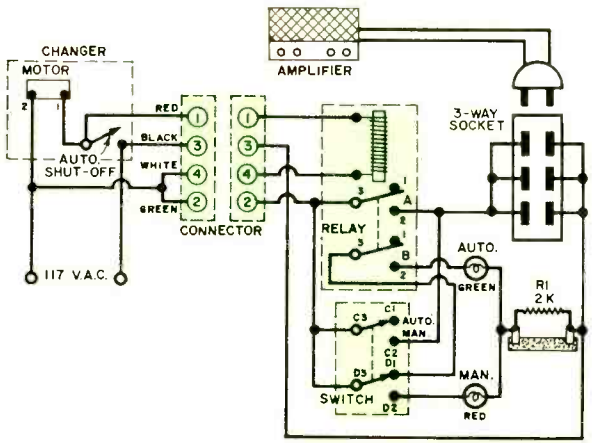 CHANGER
MOTOR
2 1
AUTO.
SHUT-OFF
RED
BLACK
WHITE
GREEN
1
3
4
2
CONNECTOR
1
3
4
2
117 V.A.C.
AMPLIFIER
3-WAY
SOCKET
RELAY
3 1
A
2
3 1
B
2
AUTO.
GREEN
R1
2 K
C3 C1
AUTO.
MAN.
C2
D3 D1
D2
SWITCH
MAN.
RED